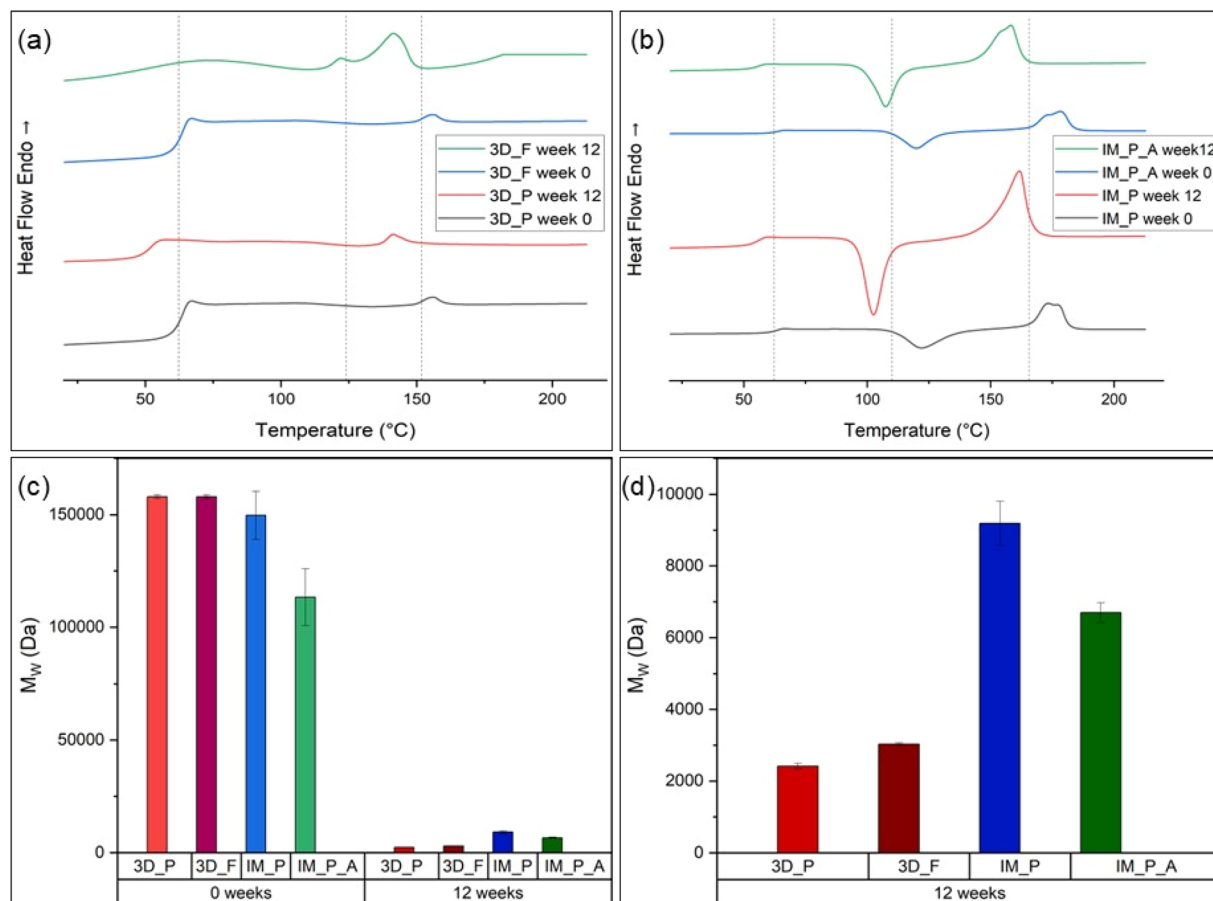 (a)
Heat Flow Endo →
3D_F week 12
3D_F week 0
3D_P week 12
3D_P week 0
50 100 150 200
Temperature (°C)
(b)
Heat Flow Endo →
IM_P_A week12
IM_P_A week 0
IM_P week 12
IM_P week 0
50 100 150 200
Temperature (°C)
(c)
M_W (Da)
150000
100000
50000
0
3D_P 3D_F IM_P IM_P_A 3D_P 3D_F IM_P IM_P_A
0 weeks 12 weeks
(d)
M_W (Da)
10000
8000
6000
4000
2000
0
3D_P 3D_F IM_P IM_P_A
12 weeks